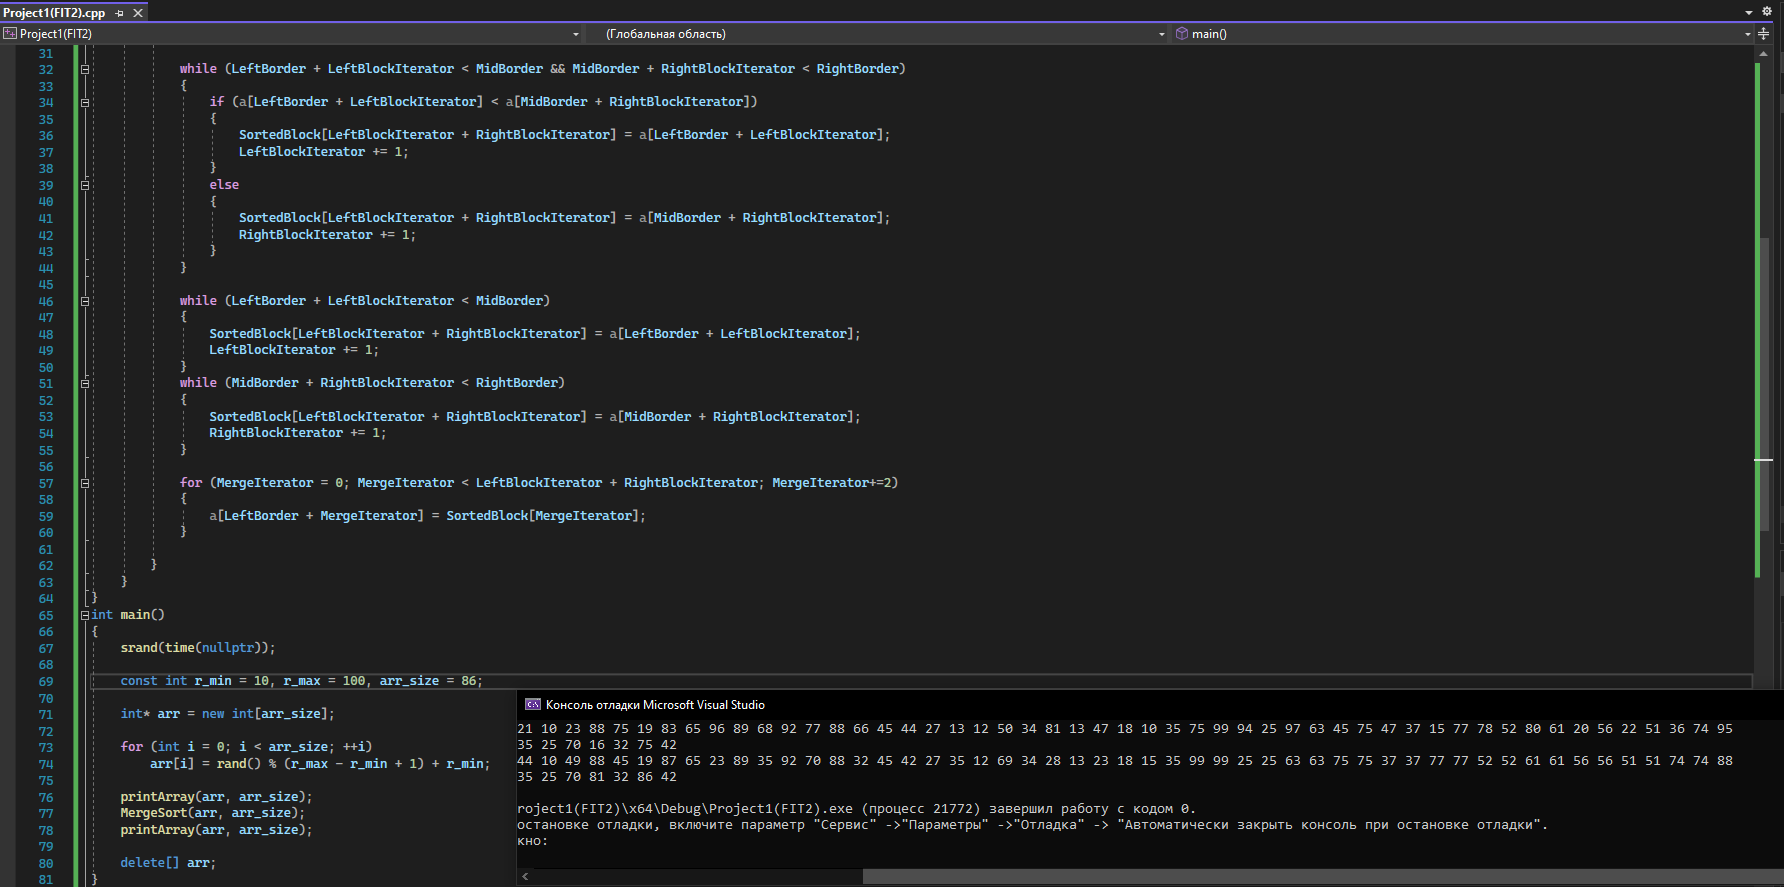 Project1(FIT2).cpp
Project1(FIT2) (Глобальная область) main()
31
32 while (LeftBorder + LeftBlockIterator < MidBorder && MidBorder + RightBlockIterator < RightBorder)
33 {
34 if (a[LeftBorder + LeftBlockIterator] < a[MidBorder + RightBlockIterator])
35 {
36 SortedBlock[LeftBlockIterator + RightBlockIterator] = a[LeftBorder + LeftBlockIterator];
37 LeftBlockIterator += 1;
38 }
39 else
40 {
41 SortedBlock[LeftBlockIterator + RightBlockIterator] = a[MidBorder + RightBlockIterator];
42 RightBlockIterator += 1;
43 }
44 }
45
46 while (LeftBorder + LeftBlockIterator < MidBorder)
47 {
48 SortedBlock[LeftBlockIterator + RightBlockIterator] = a[LeftBorder + LeftBlockIterator];
49 LeftBlockIterator += 1;
50 }
51 while (MidBorder + RightBlockIterator < RightBorder)
52 {
53 SortedBlock[LeftBlockIterator + RightBlockIterator] = a[MidBorder + RightBlockIterator];
54 RightBlockIterator += 1;
55 }
56
57 for (MergeIterator = 0; MergeIterator < LeftBlockIterator + RightBlockIterator; MergeIterator+=2)
58 {
59 a[LeftBorder + MergeIterator] = SortedBlock[MergeIterator];
60 }
61
62 }
63 }
64 }
65 int main()
66 {
67 srand(time(nullptr));
68
69 const int r_min = 10, r_max = 100, arr_size = 86;
70
71 int* arr = new int[arr_size];
72
73 for (int i = 0; i < arr_size; ++i)
74 arr[i] = rand() % (r_max - r_min + 1) + r_min;
75
76 printArray(arr, arr_size);
77 MergeSort(arr, arr_size);
78 printArray(arr, arr_size);
79
80 delete[] arr;
81 }
Консоль отладки Microsoft Visual Studio
21 10 23 88 75 19 83 65 96 89 68 92 77 88 66 45 44 27 13 12 50 34 81 13 47 18 10 35 75 99 94 25 97 63 45 75 47 37 15 77 78 52 80 61 20 56 22 51 36 74 95
35 25 70 16 32 75 42
44 10 49 88 45 19 87 65 23 89 35 92 70 88 32 45 42 27 35 12 69 34 28 13 23 18 15 35 99 99 25 25 63 63 75 75 37 37 77 77 52 52 61 61 56 56 51 51 74 74 88
35 25 70 81 32 86 42
roject1(FIT2)\x64\Debug\Project1(FIT2).exe (процесс 21772) завершил работу с кодом 0.
остановке отладки, включите параметр "Сервис" ->"Параметры" ->"Отладка" -> "Автоматически закрыть консоль при остановке отладки".
кно: